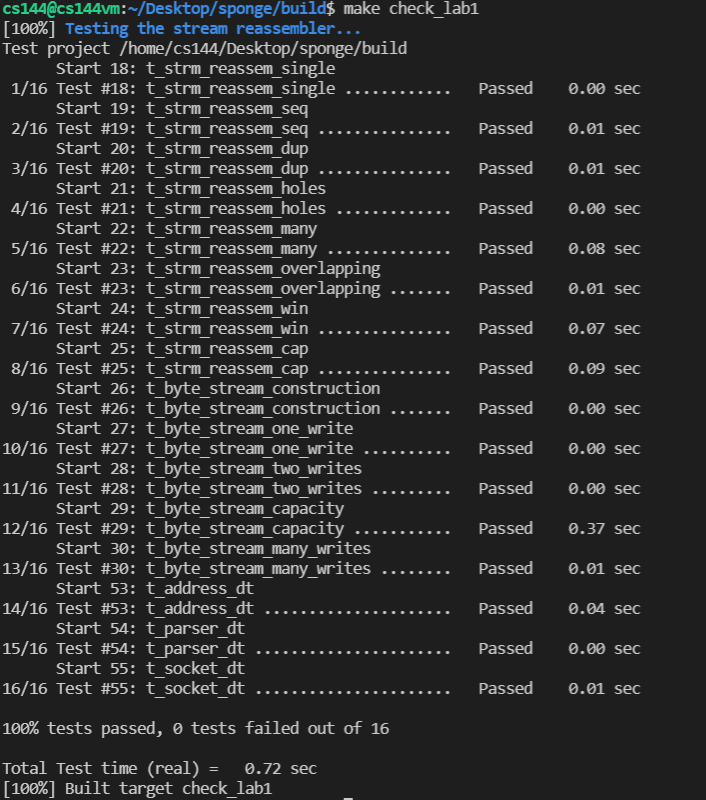 cs144@cs144vm:~/Desktop/sponge/build$ make check_lab1
[100%] Testing the stream reassembler...
Test project /home/cs144/Desktop/sponge/build
      Start 18: t_strm_reassem_single
 1/16 Test #18: t_strm_reassem_single ............   Passed    0.00 sec
      Start 19: t_strm_reassem_seq
 2/16 Test #19: t_strm_reassem_seq ...............   Passed    0.01 sec
      Start 20: t_strm_reassem_dup
 3/16 Test #20: t_strm_reassem_dup ...............   Passed    0.01 sec
      Start 21: t_strm_reassem_holes
 4/16 Test #21: t_strm_reassem_holes .............   Passed    0.00 sec
      Start 22: t_strm_reassem_many
 5/16 Test #22: t_strm_reassem_many ..............   Passed    0.08 sec
      Start 23: t_strm_reassem_overlapping
 6/16 Test #23: t_strm_reassem_overlapping .......   Passed    0.01 sec
      Start 24: t_strm_reassem_win
 7/16 Test #24: t_strm_reassem_win ...............   Passed    0.07 sec
      Start 25: t_strm_reassem_cap
 8/16 Test #25: t_strm_reassem_cap ...............   Passed    0.09 sec
      Start 26: t_byte_stream_construction
 9/16 Test #26: t_byte_stream_construction .......   Passed    0.00 sec
      Start 27: t_byte_stream_one_write
10/16 Test #27: t_byte_stream_one_write ..........   Passed    0.00 sec
      Start 28: t_byte_stream_two_writes
11/16 Test #28: t_byte_stream_two_writes .........   Passed    0.00 sec
      Start 29: t_byte_stream_capacity
12/16 Test #29: t_byte_stream_capacity ...........   Passed    0.37 sec
      Start 30: t_byte_stream_many_writes
13/16 Test #30: t_byte_stream_many_writes ........   Passed    0.01 sec
      Start 53: t_address_dt
14/16 Test #53: t_address_dt .....................   Passed    0.04 sec
      Start 54: t_parser_dt
15/16 Test #54: t_parser_dt ......................   Passed    0.00 sec
      Start 55: t_socket_dt
16/16 Test #55: t_socket_dt ......................   Passed    0.01 sec

100% tests passed, 0 tests failed out of 16

Total Test time (real) =   0.72 sec
[100%] Built target check_lab1